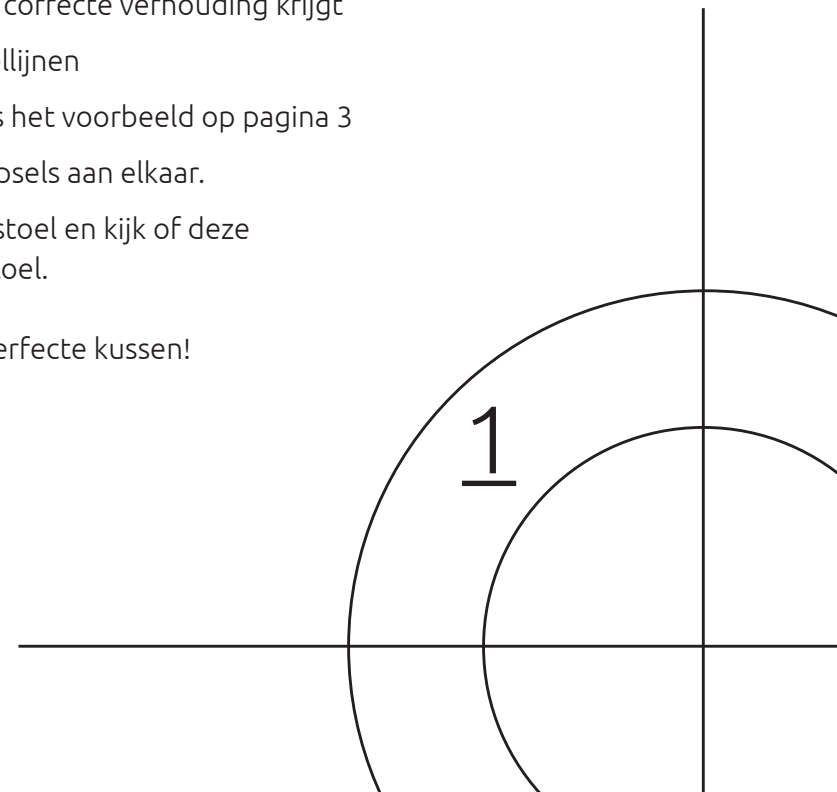 correcte verhouding krijgt
llijnen
s het voorbeeld op pagina 3
osels aan elkaar.
stoel en kijk of deze
oel.
erfecte kussen!
1